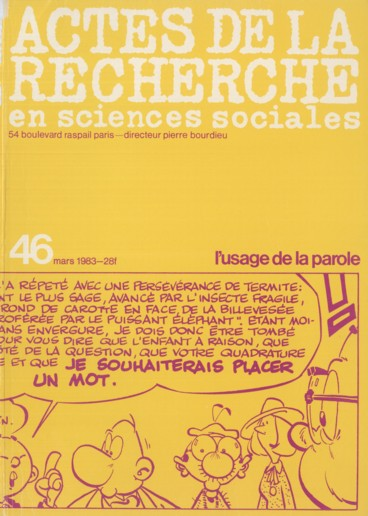 ACTES DE LA
RECHERCHE
en sciences sociales
54 boulevard raspail paris—directeur pierre bourdieu
46 mars 1983—28f
l'usage de la parole
'A RÉPÉTÉ AVEC UNE PERSÉVÉRANCE DE TERMITE:
NT LE PLUS SAGE, AVANCÉ PAR L'INSECTE FRAGILE,
ROND DE CAROTTE EN FACE, DE LA BILLEVESÉE
ROFÉRÉE PAR LE PUISSANT ÉLÉPHANT". ÉTANT MOI-
ANS ENVERGURE, JE DOIS DONC ÊTRE TOMBÉ
OUR VOUS DIRE QUE L'ENFANT A RAISON, QUE
TÉ DE LA QUESTION, QUE VOTRE QUADRATURE
E ET QUE JE SOUHAITERAIS PLACER
UN MOT.